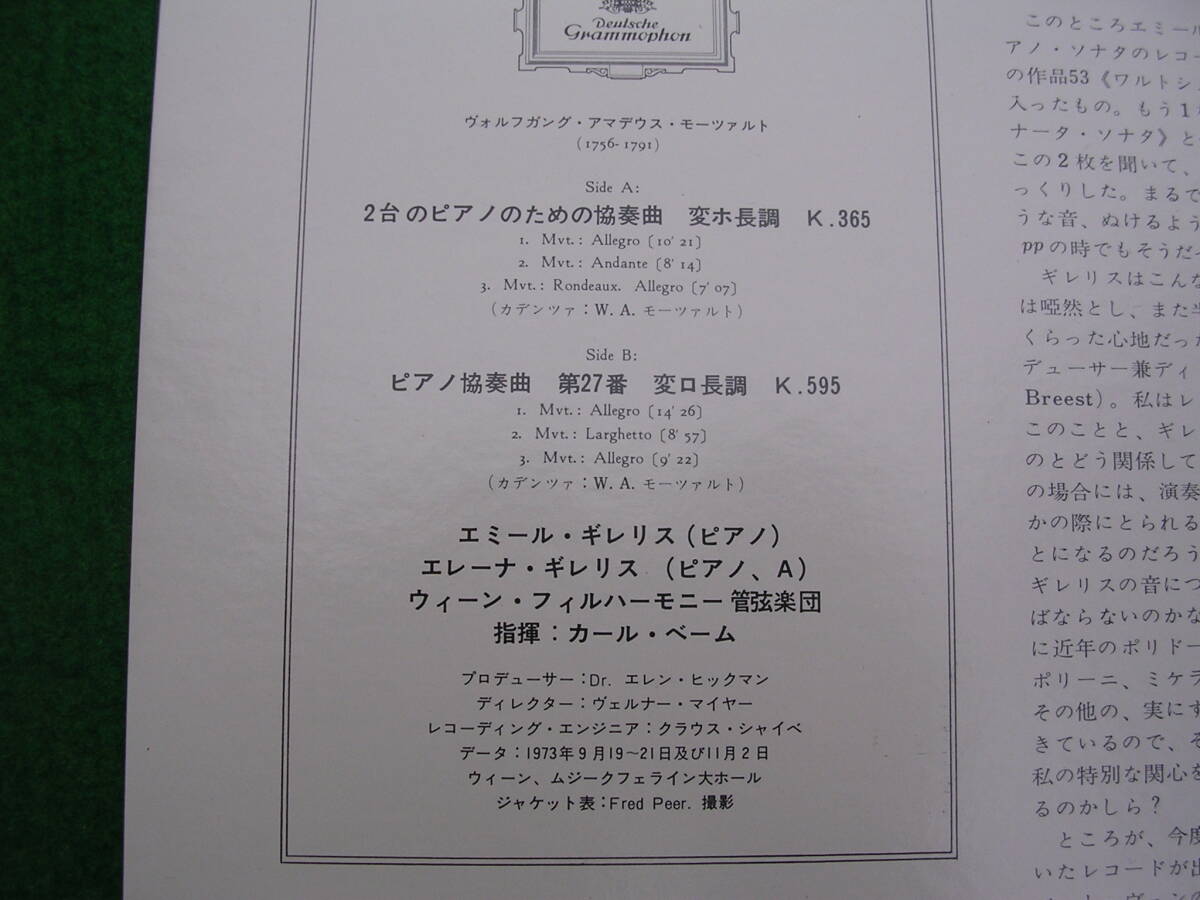 Deutsche
Grammophon
ヴォルフガング・アマデウス・モーツァルト
(1756-1791)
Side A:
2台のピアノのための協奏曲 変ホ長調 K.365
1. Mvt.: Allegro [10' 21]
2. Mvt.: Andante [8' 14]
3. Mvt.: Rondeaux. Allegro [7' 07]
(カデンツァ:W.A.モーツァルト)
Side B:
ピアノ協奏曲 第27番 変ロ長調 K.595
1. Mvt.: Allegro [14' 26]
2. Mvt.: Larghetto [8' 57]
3. Mvt.: Allegro [9' 22]
(カデンツァ:W.A.モーツァルト)
エミール・ギレリス(ピアノ)
エレーナ・ギレリス (ピアノ、A)
ウィーン・フィルハーモニー管弦楽団
指揮:カール・ベーム
プロデューサー:Dr. エレン・ヒックマン
ディレクター:ヴェルナー・マイヤー
レコーディング・エンジニア:クラウス・シャイベ
データ:1973年9月19〜21日及び11月2日
ウィーン、ムジークフェライン大ホール
ジャケット表:Fred Peer. 撮影
このところエミール
アノ・ソナタのレコー
の作品53《ワルトシュ
入ったもの。もう1
ナータ・ソナタ》と
この2枚を聞いて、
っくりした。まるで
うな音、ぬけるよう
ppの時でもそうだ
ギレリスはこんな
は啞然とし、また半
くらった心地だった
デューサー兼ディ
Breest)。私はレ
このことと、ギレ
のとどう関係して
の場合には、演奏
かの際にとられる
とになるのだろう
ギレリスの音につ
ばならないのかな
に近年のポリドー
ポリーニ、ミケラ
その他の、実にす
きているので、そ
私の特別な関心を
るのかしら?
ところが、今度
いたレコードが出